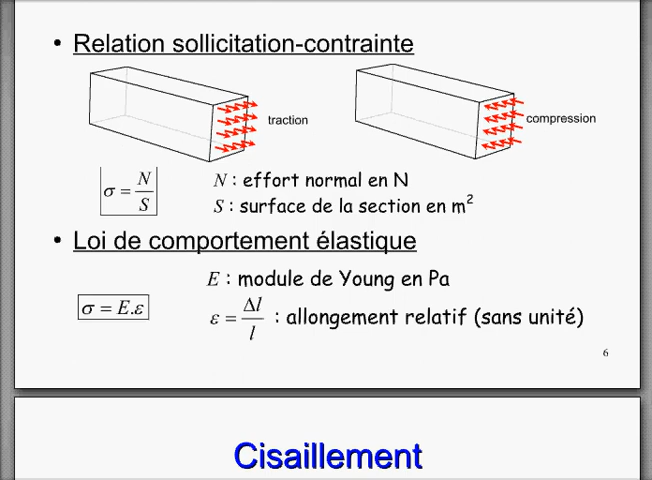 • Relation sollicitation-contrainte
traction
compression
σ = N/S
N : effort normal en N
S : surface de la section en m²
• Loi de comportement élastique
E : module de Young en Pa
σ = E.ε
ε = Δl/l : allongement relatif (sans unité)
6
Cisaillement